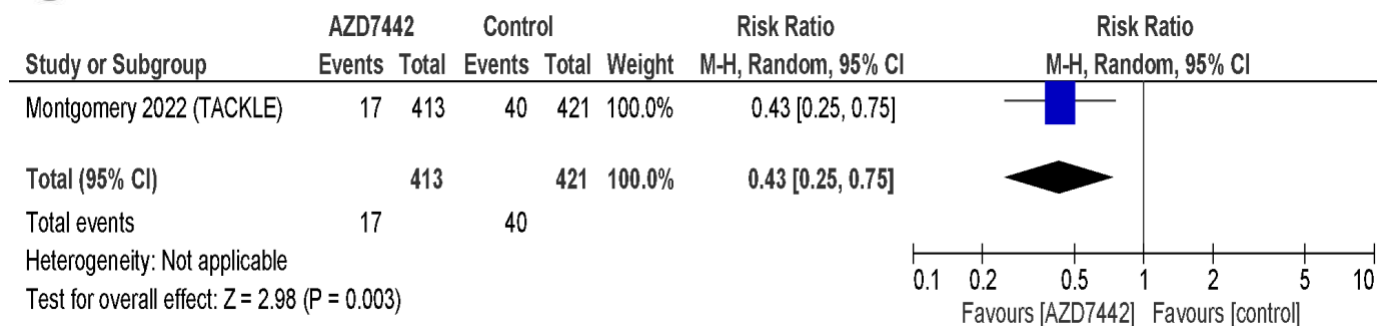 AZD7442 Control Risk Ratio Risk Ratio
Study or Subgroup Events Total Events Total Weight M-H, Random, 95% CI M-H, Random, 95% CI
Montgomery 2022 (TACKLE) 17 413 40 421 100.0% 0.43 [0.25, 0.75]
Total (95% CI) 413 421 100.0% 0.43 [0.25, 0.75]
Total events 17 40
Heterogeneity: Not applicable
Test for overall effect: Z = 2.98 (P = 0.003)
0.1 0.2 0.5 1 2 5 10
Favours [AZD7442] Favours [control]